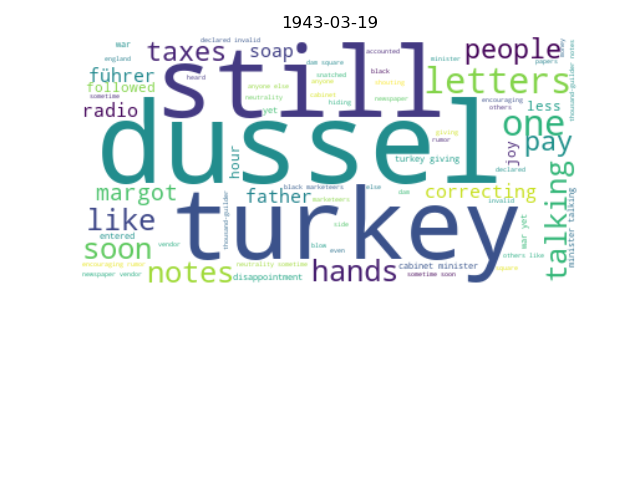 1943-03-19
war
declared invalid
accounted
people
money
england
taxes
soap
dam square
minister
papers
führer
heard
still
snatched
black
letters
thousand-guilder notes
followed
anyone else
anyone
shouting
sometime
neutrality
cabinet
newspaper
encouraging
less
radio
yet
hiding
others
one
dussel
giving
pay
rumor
hour
turkey giving
joy
declared
talking
margot
black marketeers
else
dam
correcting
minister talking
father
marketeers
invalid
like
thousand-guilder
turkey
side
war yet
entered
soon
vendor
blom
even
others like
encouraging rumor
neutrality sometime
hands
cabinet minister
square
newspaper vendor
notes
disappointment
sometime soon